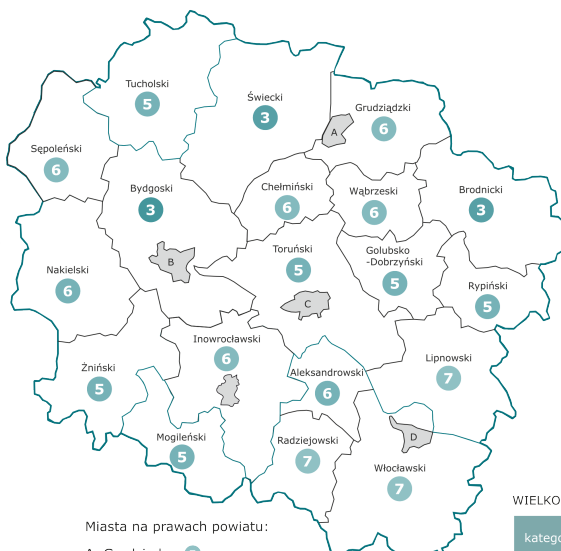 Tucholski
5
Świecki
3
Grudziądzki
6
A
Sępoleński
6
Bydgoski
3
Chełmiński
6
Wąbrzeski
6
Brodnicki
3
B
Toruński
5
Golubsko
-Dobrzyński
5
Nakielski
6
Rypiński
5
C
Inowrocławski
6
Żniński
5
Aleksandrowski
6
Lipnowski
7
Mogileński
5
Radziejowski
7
D
Włocławski
7
WIELKO
Miasta na prawach powiatu:
katego